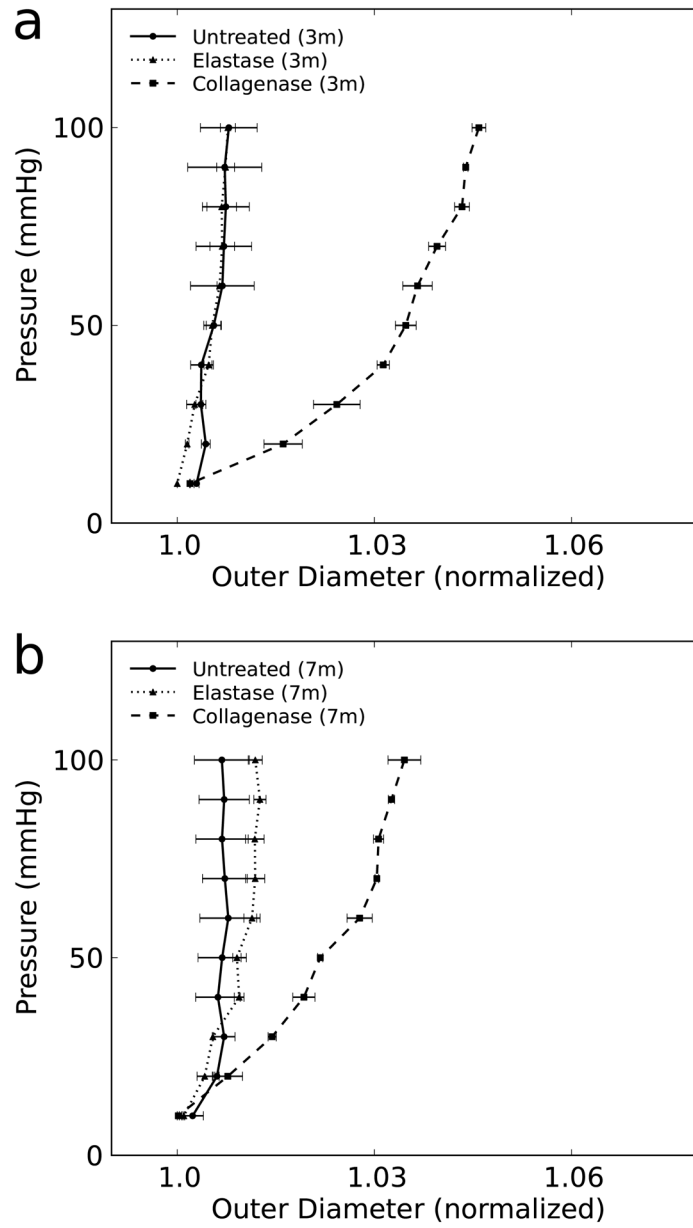 a
Untreated (3m)
Elastase (3m)
Collagenase (3m)
100
50
0
Pressure (mmHg)
1.0 1.03 1.06
Outer Diameter (normalized)
b
Untreated (7m)
Elastase (7m)
Collagenase (7m)
100
50
0
Pressure (mmHg)
1.0 1.03 1.06
Outer Diameter (normalized)